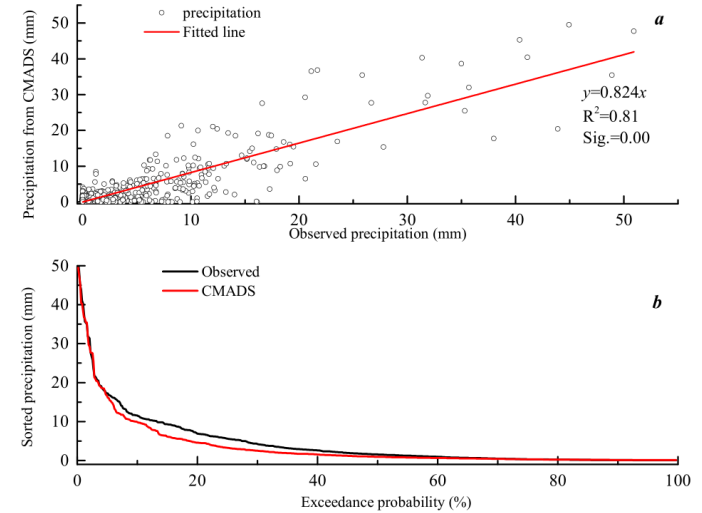 precipitation
Fitted line
a
Precipitation from CMADS (mm)
50
40
30
20
10
0
y=0.824x
R²=0.81
Sig.=0.00
0 10 20 30 40 50
Observed precipitation (mm)
Observed
CMADS
b
Sorted precipitation (mm)
50
40
30
20
10
0
0 20 40 60 80 100
Exceedance probability (%)